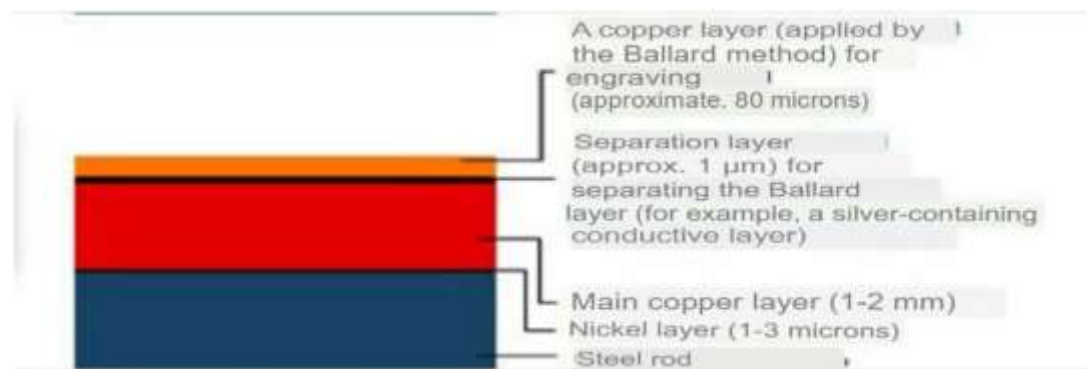 A copper layer (applied by
the Ballard method) for
engraving
(approximate. 80 microns)
Separation layer
(approx. 1 μm) for
separating the Ballard
layer (for example, a silver-containing
conductive layer)
Main copper layer (1-2 mm)
Nickel layer (1-3 microns)
Steel rod